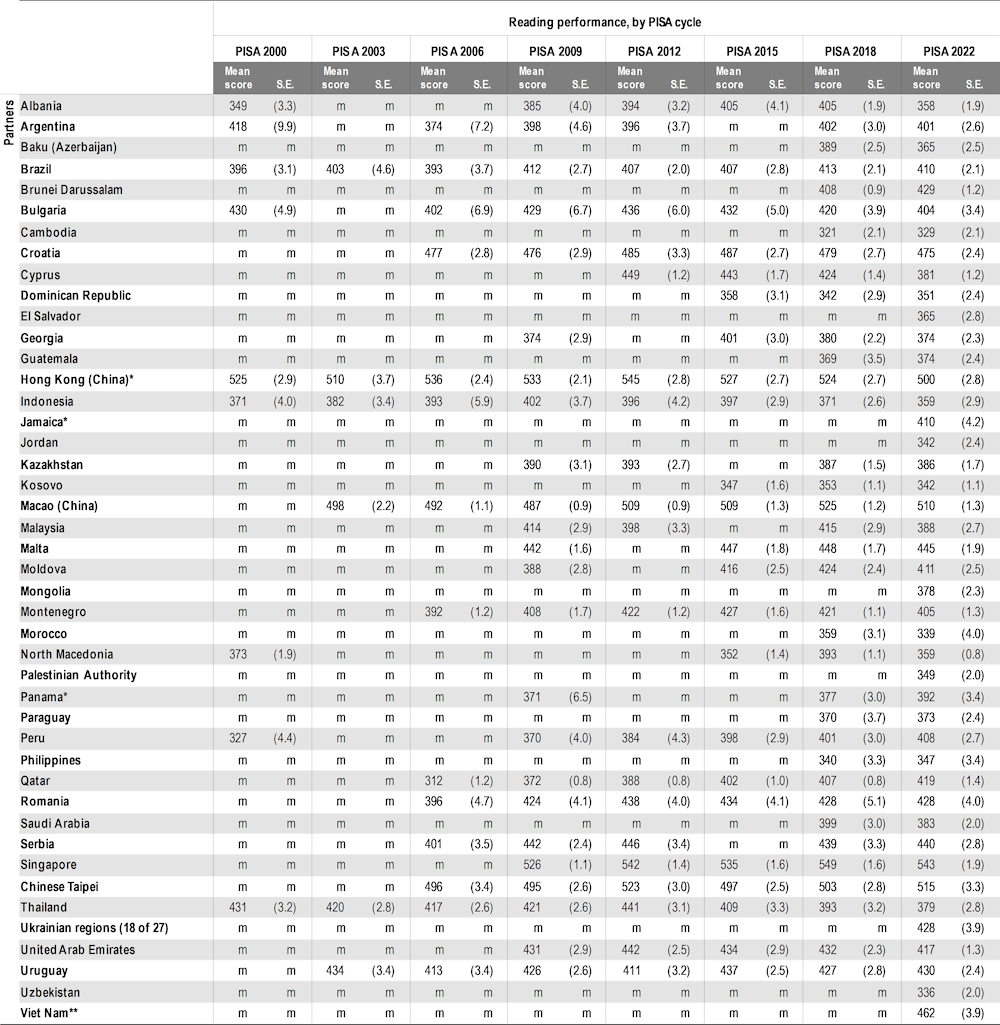 Reading performance, by PISA cycle
PISA 2000 PISA 2003 PISA 2006 PISA 2009 PISA 2012 PISA 2015 PISA 2018 PISA 2022
Mean score S.E. Mean score S.E. Mean score S.E. Mean score S.E. Mean score S.E. Mean score S.E. Mean score S.E. Mean score S.E.
Partners
Albania 349 (3.3) m m m m 385 (4.0) 394 (3.2) 405 (4.1) 405 (1.9) 358 (1.9)
Argentina 418 (9.9) m m 374 (7.2) 398 (4.6) 396 (3.7) m m 402 (3.0) 401 (2.6)
Baku (Azerbaijan) m m m m m m m m m m m m 389 (2.5) 365 (2.5)
Brazil 396 (3.1) 403 (4.6) 393 (3.7) 412 (2.7) 407 (2.0) 407 (2.8) 413 (2.1) 410 (2.1)
Brunei Darussalam m m m m m m m m m m m m 408 (0.9) 429 (1.2)
Bulgaria 430 (4.9) m m 402 (6.9) 429 (6.7) 436 (6.0) 432 (5.0) 420 (3.9) 404 (3.4)
Cambodia m m m m m m m m m m m m 321 (2.1) 329 (2.1)
Croatia m m m m 477 (2.8) 476 (2.9) 485 (3.3) 487 (2.7) 479 (2.7) 475 (2.4)
Cyprus m m m m m m m m 449 (1.2) 443 (1.7) 424 (1.4) 381 (1.2)
Dominican Republic m m m m m m m m m m 358 (3.1) 342 (2.9) 351 (2.4)
El Salvador m m m m m m m m m m m m m m 365 (2.8)
Georgia m m m m m m 374 (2.9) m m 401 (3.0) 380 (2.2) 374 (2.3)
Guatemala m m m m m m m m m m m m 369 (3.5) 374 (2.4)
Hong Kong (China)* 525 (2.9) 510 (3.7) 536 (2.4) 533 (2.1) 545 (2.8) 527 (2.7) 524 (2.7) 500 (2.8)
Indonesia 371 (4.0) 382 (3.4) 393 (5.9) 402 (3.7) 396 (4.2) 397 (2.9) 371 (2.6) 359 (2.9)
Jamaica* m m m m m m m m m m m m m m 410 (4.2)
Jordan m m m m m m m m m m m m m m 342 (2.4)
Kazakhstan m m m m m m 390 (3.1) 393 (2.7) m m 387 (1.5) 386 (1.7)
Kosovo m m m m m m m m m m 347 (1.6) 353 (1.1) 342 (1.1)
Macao (China) m m 498 (2.2) 492 (1.1) 487 (0.9) 509 (0.9) 509 (1.3) 525 (1.2) 510 (1.3)
Malaysia m m m m m m 414 (2.9) 398 (3.3) m m 415 (2.9) 388 (2.7)
Malta m m m m m m 442 (1.6) m m 447 (1.8) 448 (1.7) 445 (1.9)
Moldova m m m m m m 388 (2.8) m m 416 (2.5) 424 (2.4) 411 (2.5)
Mongolia m m m m m m m m m m m m m m 378 (2.3)
Montenegro m m m m 392 (1.2) 408 (1.7) 422 (1.2) 427 (1.6) 421 (1.1) 405 (1.3)
Morocco m m m m m m m m m m m m 359 (3.1) 339 (4.0)
North Macedonia 373 (1.9) m m m m m m m m 352 (1.4) 393 (1.1) 359 (0.8)
Palestinian Authority m m m m m m m m m m m m m m 349 (2.0)
Panama* m m m m m m 371 (6.5) m m m m 377 (3.0) 392 (3.4)
Paraguay m m m m m m m m m m m m 370 (3.7) 373 (2.4)
Peru 327 (4.4) m m m m 370 (4.0) 384 (4.3) 398 (2.9) 401 (3.0) 408 (2.7)
Philippines m m m m m m m m m m m m 340 (3.3) 347 (3.4)
Qatar m m m m 312 (1.2) 372 (0.8) 388 (0.8) 402 (1.0) 407 (0.8) 419 (1.4)
Romania m m m m 396 (4.7) 424 (4.1) 438 (4.0) 434 (4.1) 428 (5.1) 428 (4.0)
Saudi Arabia m m m m m m m m m m m m 399 (3.0) 383 (2.0)
Serbia m m m m 401 (3.5) 442 (2.4) 446 (3.4) m m 439 (3.3) 440 (2.8)
Singapore m m m m m m 526 (1.1) 542 (1.4) 535 (1.6) 549 (1.6) 543 (1.9)
Chinese Taipei m m m m 496 (3.4) 495 (2.6) 523 (3.0) 497 (2.5) 503 (2.8) 515 (3.3)
Thailand 431 (3.2) 420 (2.8) 417 (2.6) 421 (2.6) 441 (3.1) 409 (3.3) 393 (3.2) 379 (2.8)
Ukrainian regions (18 of 27) m m m m m m m m m m m m m m 428 (3.9)
United Arab Emirates m m m m m m 431 (2.9) 442 (2.5) 434 (2.9) 432 (2.3) 417 (1.3)
Uruguay m m 434 (3.4) 413 (3.4) 426 (2.6) 411 (3.2) 437 (2.5) 427 (2.8) 430 (2.4)
Uzbekistan m m m m m m m m m m m m m m 336 (2.0)
Viet Nam** m m m m m m m m m m m m m m 462 (3.9)